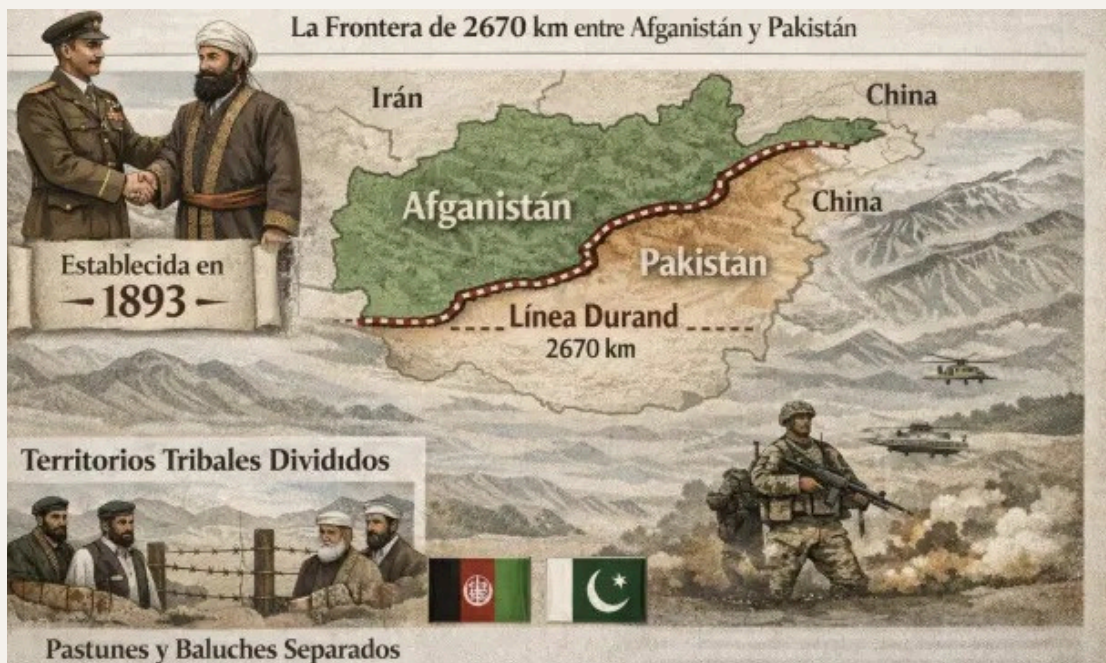 La Frontera de 2670 km entre Afganistán y Pakistán
Establecida en
1893
Irán
China
Afganistán
China
Pakistán
Línea Durand
2670 km
Territorios Tribales Divididos
Pastunes y Baluches Separados